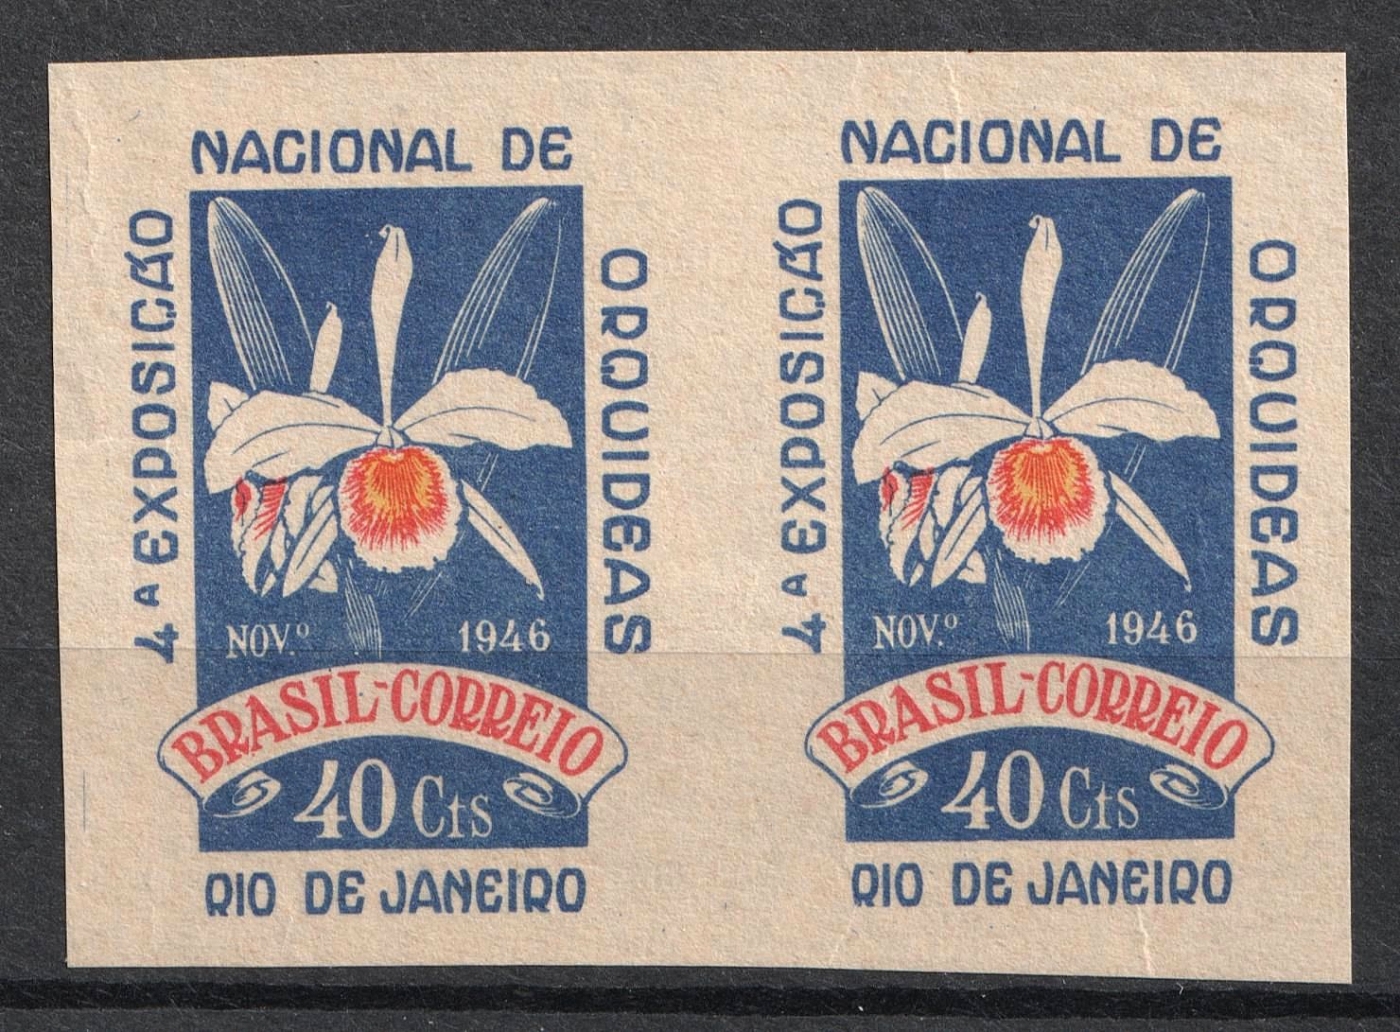 4ª EXPOSIÇÃO
NACIONAL DE
ORQUIDEAS
NOV.º 1946
BRASIL-CORREIO
40 Cts
RIO DE JANEIRO
4ª EXPOSIÇÃO
NACIONAL DE
ORQUIDEAS
NOV.º 1946
BRASIL-CORREIO
40 Cts
RIO DE JANEIRO